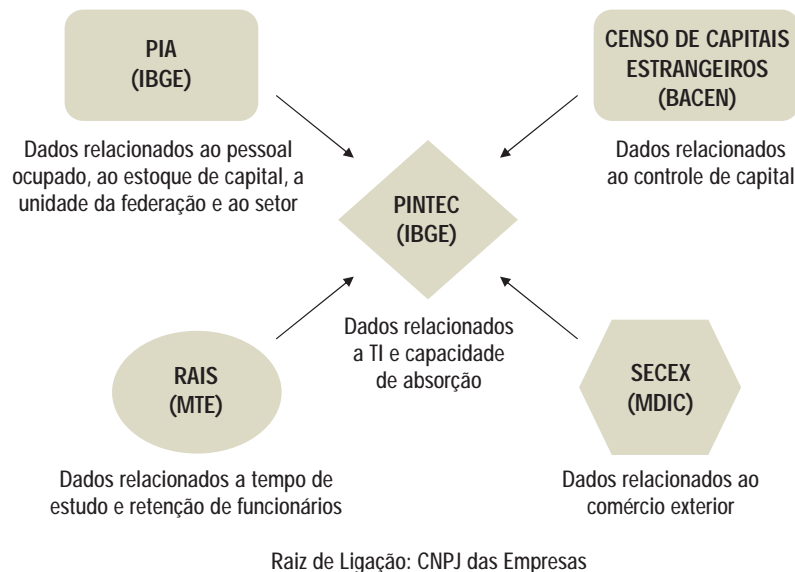 PIA
(IBGE)
Dados relacionados ao pessoal
ocupado, ao estoque de capital, a
unidade da federação e ao setor
CENSO DE CAPITAIS
ESTRANGEIROS
(BACEN)
Dados relacionados
ao controle de capital
PINTEC
(IBGE)
Dados relacionados
a TI e capacidade
de absorção
RAIS
(MTE)
Dados relacionados a tempo de
estudo e retenção de funcionários
SECEX
(MDIC)
Dados relacionados ao
comércio exterior
Raiz de Ligação: CNPJ das Empresas